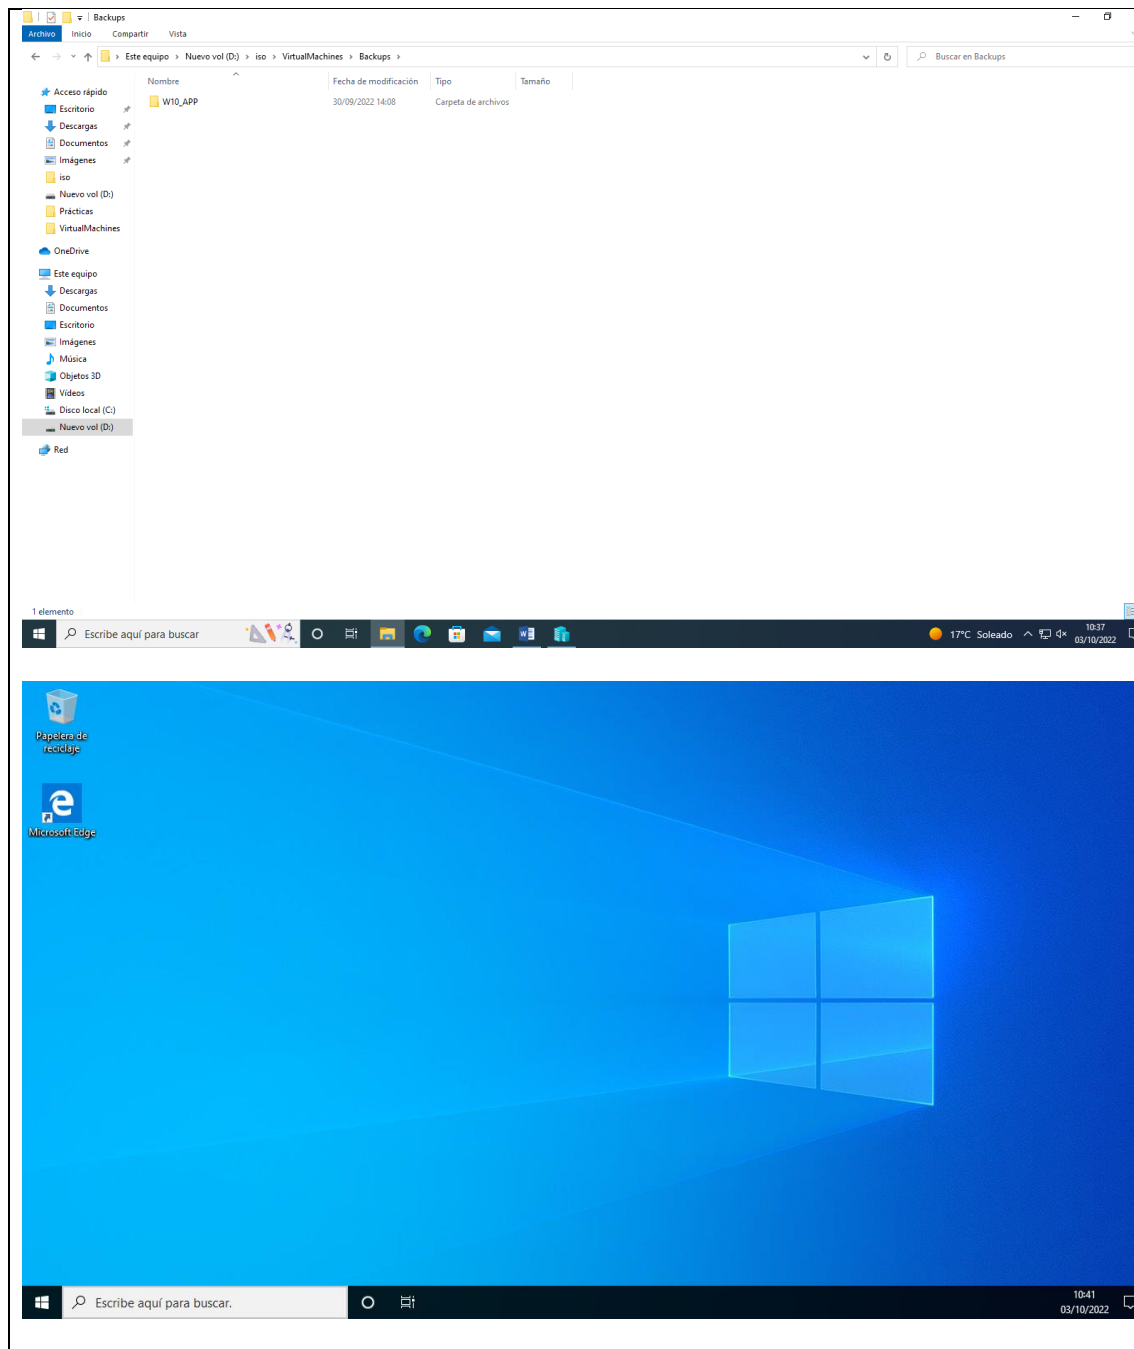 Backups
Archivo Inicio Compartir Vista
Este equipo › Nuevo vol (D:) › iso › VirtualMachines › Backups ›
Buscar en Backups
Nombre Fecha de modificación Tipo Tamaño
W10_APP 30/09/2022 14:08 Carpeta de archivos
Acceso rápido
Escritorio
Descargas
Documentos
Imágenes
iso
Nuevo vol (D:)
Prácticas
VirtualMachines
OneDrive
Este equipo
Descargas
Documentos
Escritorio
Imágenes
Música
Objetos 3D
Vídeos
Disco local (C:)
Nuevo vol (D:)
Red
1 elemento
Escribe aquí para buscar
17°C Soleado
10:37
03/10/2022
Papelera de
reciclaje
Microsoft Edge
Escribe aquí para buscar.
10:41
03/10/2022